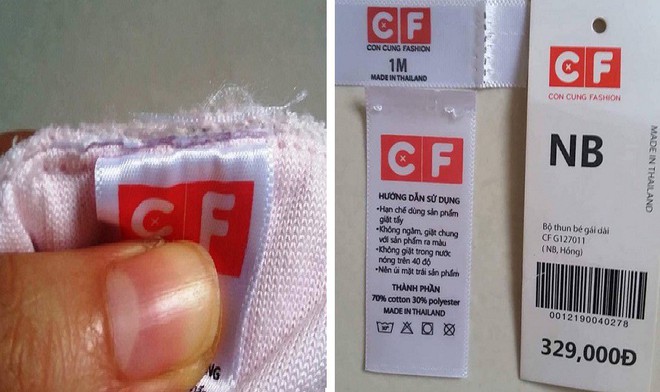 CF
NG
CF
CON CUNG FASHION
1M
MADE IN THAILAND
CF
HƯỚNG DẪN SỬ DỤNG
•Hạn chế dùng sản phẩm
giặt tẩy
•Không ngâm, giặt chung
với sản phẩm ra màu
•Không giặt trong nước
nóng trên 40 độ
•Nên ủi mặt trái sản phẩm
THÀNH PHẦN
70% cotton 30% polyester
MADE IN THAILAND
CF
CON CUNG FASHION
NB
MADE IN THAILAND
Bộ thun bé gái dài
CF G127011
( NB, Hồng)
0012190040278
329,000Đ